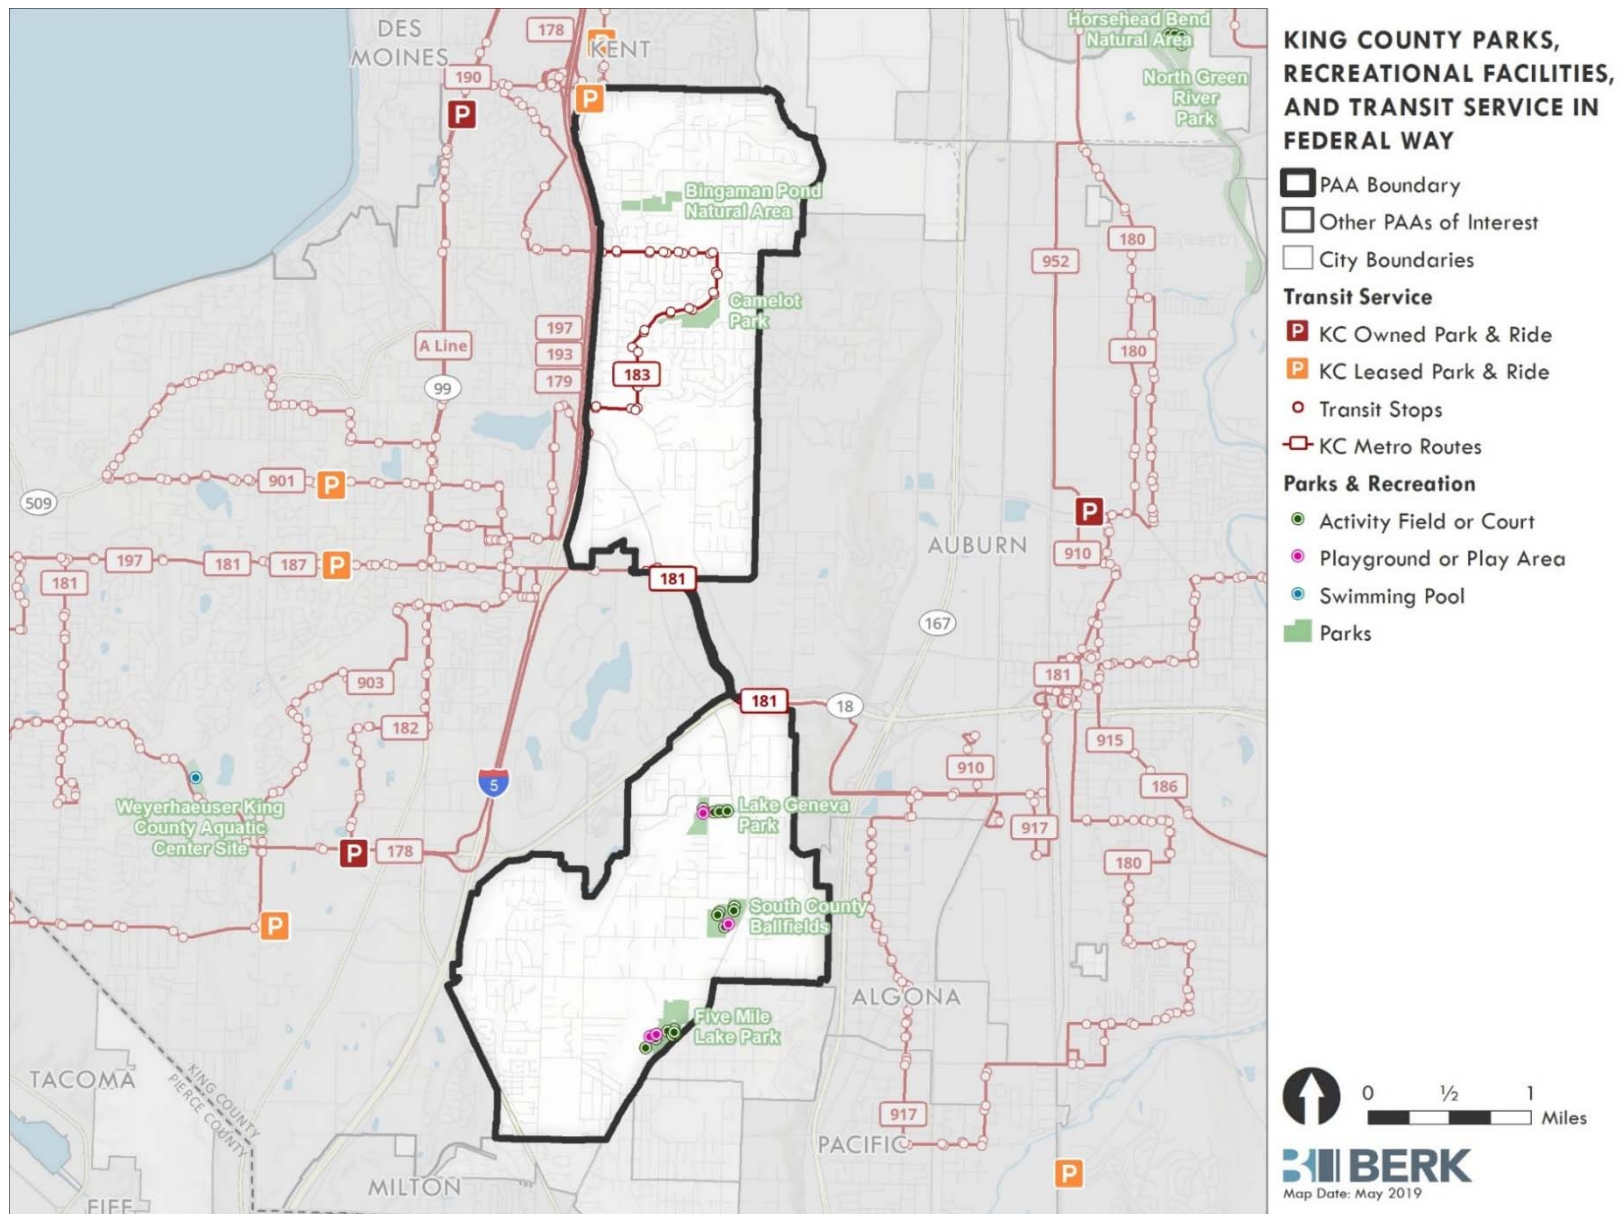 DES
MOINES
178
KENT
190
P
P
P
Horsehead Bend
Natural Area
North Green
River
Park
Bingaman Pond
Natural Area
952
180
Camelot
Park
197
193
179
A Line
99
183
180
901
P
509
P
AUBURN
910
197
181
187
P
181
181
167
903
181
181
18
182
915
910
186
5
Weyerhaeuser King
County Aquatic
Center Site
Lake Geneva
Park
917
P
178
180
P
South County
Ballfields
ALGONA
Five Mile
Lake Park
TACOMA
KING COUNTY
PIERCE COUNTY
917
PACIFIC
P
MILTON
FIFE
KING COUNTY PARKS,
RECREATIONAL FACILITIES,
AND TRANSIT SERVICE IN
FEDERAL WAY
PAA Boundary
Other PAAs of Interest
City Boundaries
Transit Service
P KC Owned Park & Ride
P KC Leased Park & Ride
Transit Stops
KC Metro Routes
Parks & Recreation
Activity Field or Court
Playground or Play Area
Swimming Pool
Parks
0 ½ 1
Miles
BERK
Map Date: May 2019